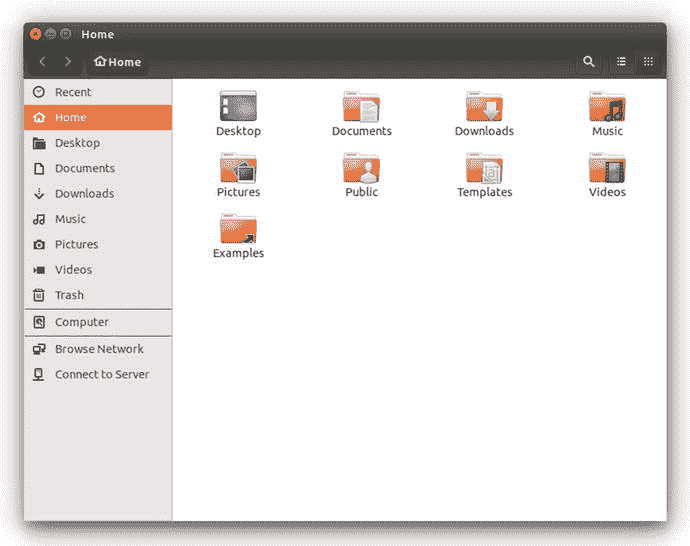 Home
Home
Recent
Home
Desktop
Documents
Downloads
Music
Pictures
Videos
Trash
Computer
Browse Network
Connect to Server
Desktop Documents Downloads Music
Pictures Public Templates Videos
Examples